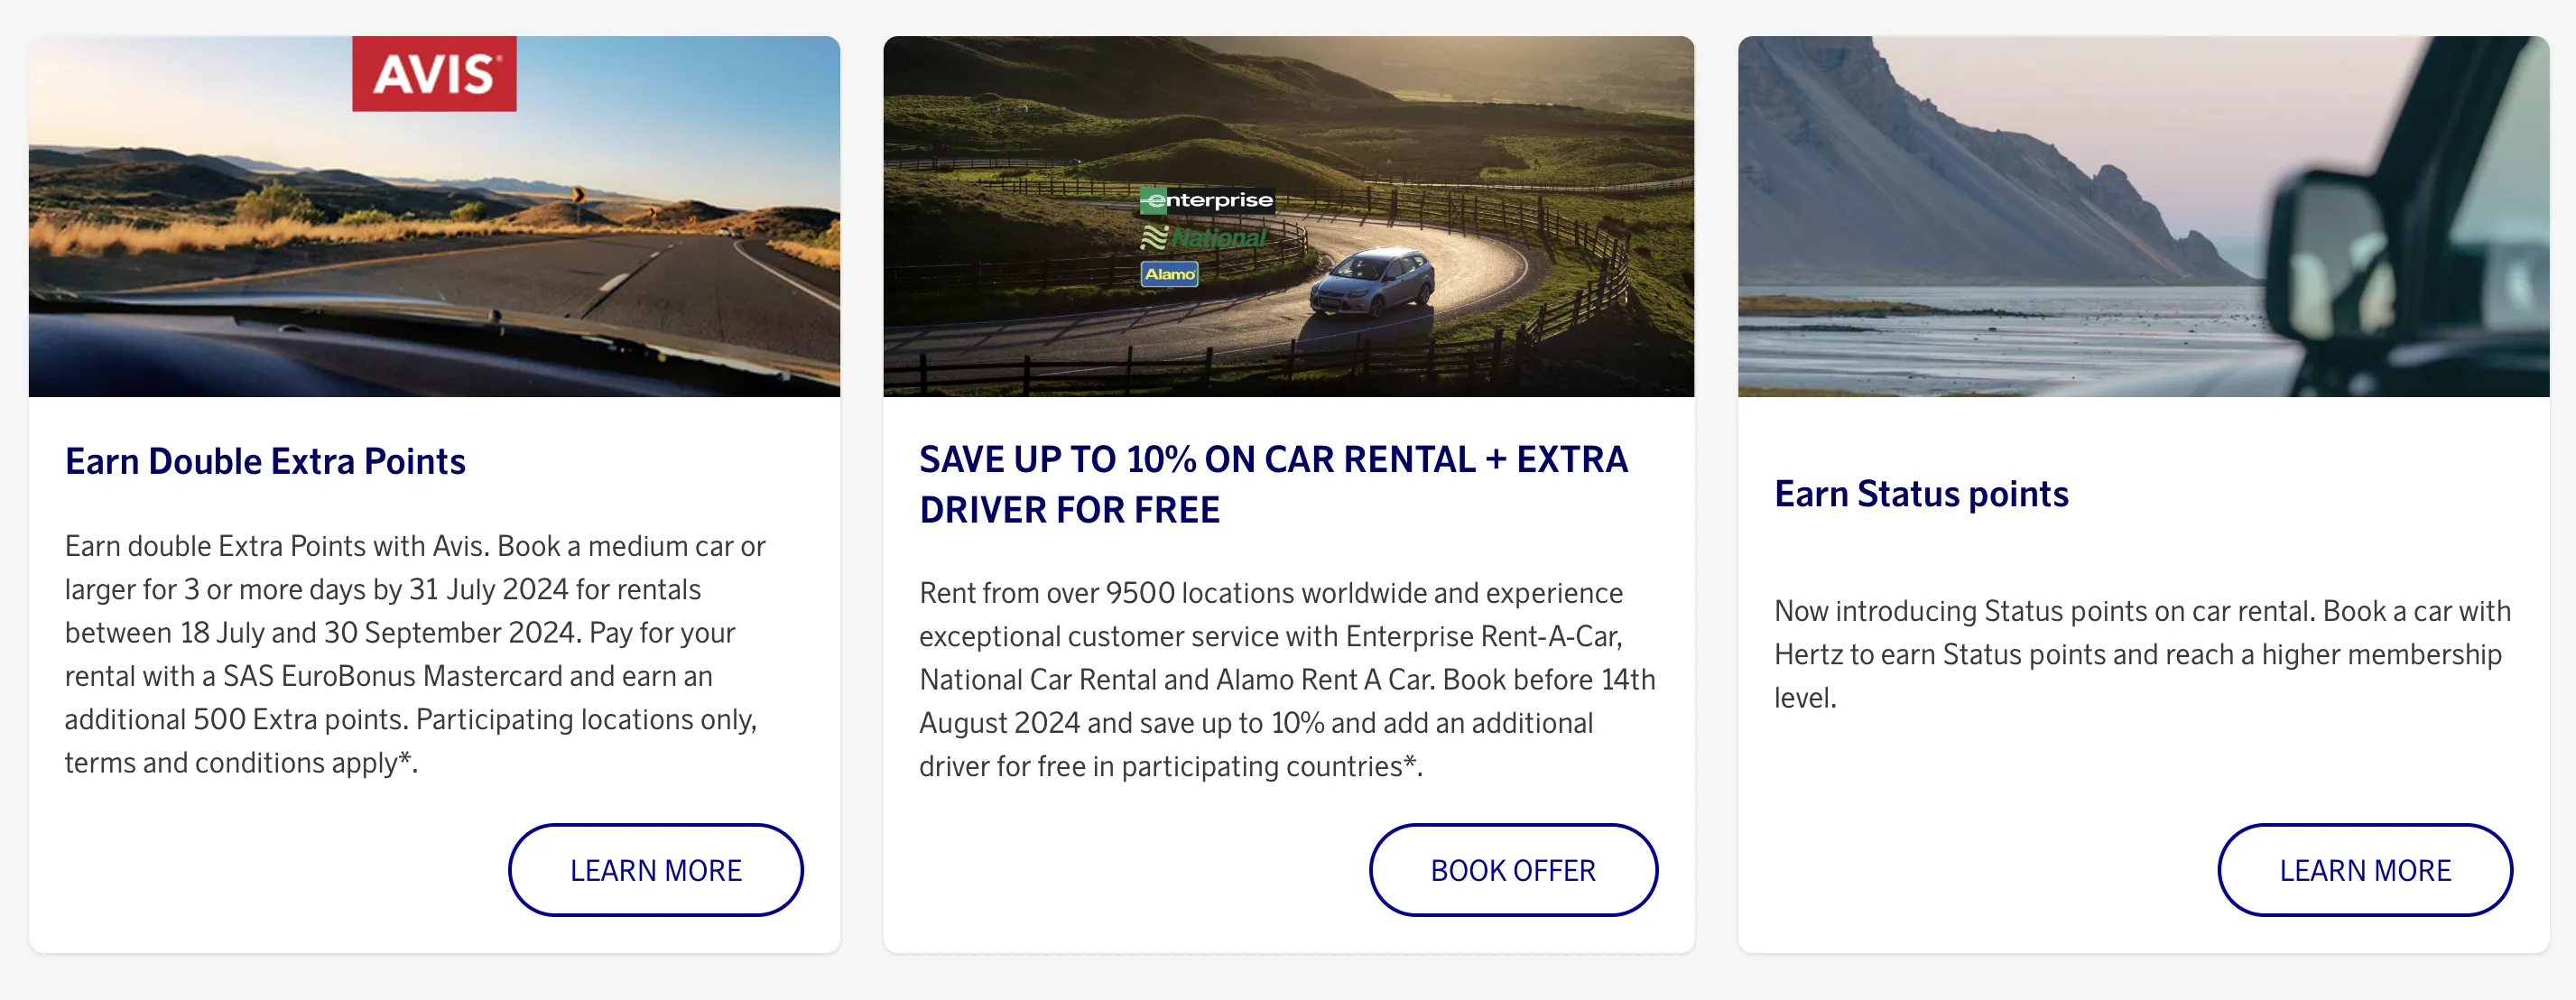 AVIS
Earn Double Extra Points
Earn double Extra Points with Avis. Book a medium car or
larger for 3 or more days by 31 July 2024 for rentals
between 18 July and 30 September 2024. Pay for your
rental with a SAS EuroBonus Mastercard and earn an
additional 500 Extra points. Participating locations only,
terms and conditions apply*.
LEARN MORE
enterprise
National
Alamo
SAVE UP TO 10% ON CAR RENTAL + EXTRA
DRIVER FOR FREE
Rent from over 9500 locations worldwide and experience
exceptional customer service with Enterprise Rent-A-Car,
National Car Rental and Alamo Rent A Car. Book before 14th
August 2024 and save up to 10% and add an additional
driver for free in participating countries*.
BOOK OFFER
Earn Status points
Now introducing Status points on car rental. Book a car with
Hertz to earn Status points and reach a higher membership
level.
LEARN MORE